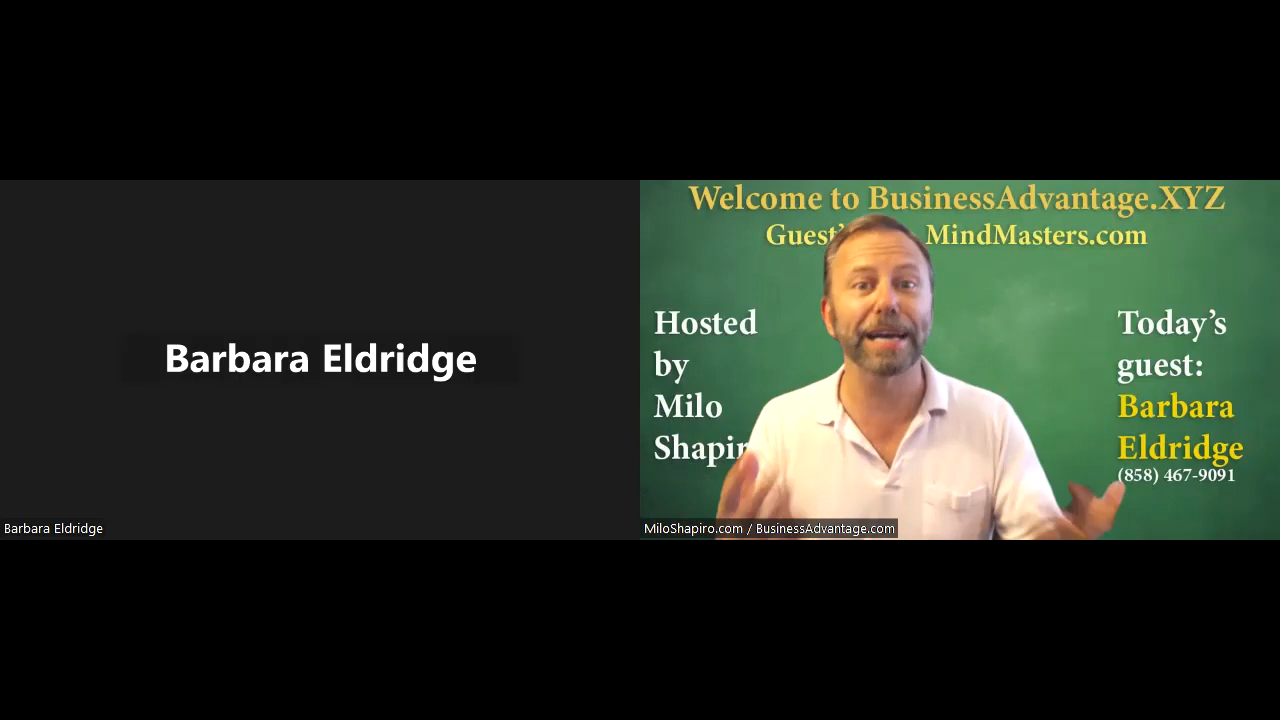 Barbara Eldridge
Barbara Eldridge
Welcome to BusinessAdvantage.XYZ
MindMasters.com
Hosted
by
Milo
Today's
guest:
Barbara
Eldridge
(858) 467-9091
MiloShapiro.com / BusinessAdvantage.com